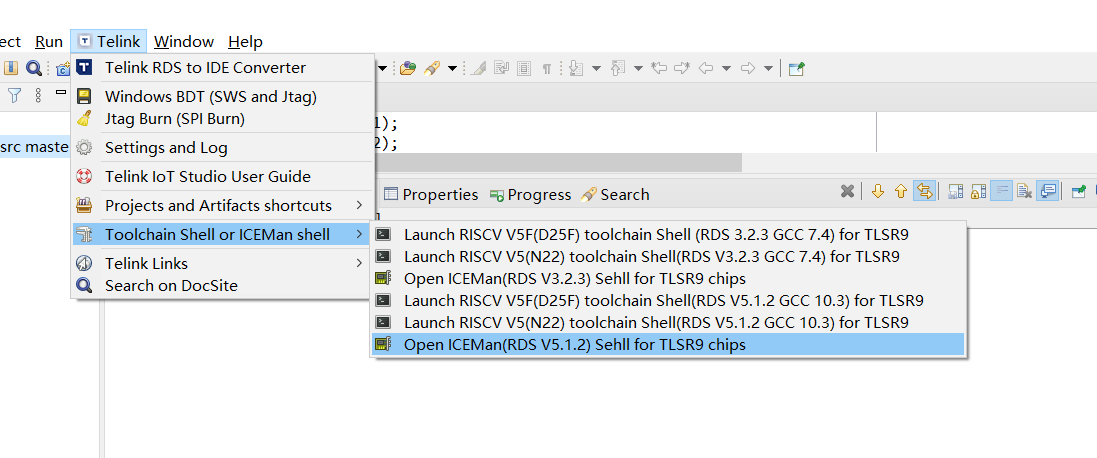 ect Run Telink Window Help
Telink RDS to IDE Converter
Windows BDT (SWS and Jtag)
1);
Jtag Burn (SPI Burn)
2);
src maste
Settings and Log
Telink IoT Studio User Guide
Properties Progress Search
Projects and Artifacts shortcuts
Toolchain Shell or ICEMan shell
Launch RISCV V5F(D25F) toolchain Shell (RDS 3.2.3 GCC 7.4) for TLSR9
Launch RISCV V5(N22) toolchain Shell(RDS V3.2.3 GCC 7.4) for TLSR9
Telink Links
Open ICEMan(RDS V3.2.3) Sehll for TLSR9 chips
Search on DocSite
Launch RISCV V5F(D25F) toolchain Shell(RDS V5.1.2 GCC 10.3) for TLSR9
Launch RISCV V5(N22) toolchain Shell(RDS V5.1.2 GCC 10.3) for TLSR9
Open ICEMan(RDS V5.1.2) Sehll for TLSR9 chips